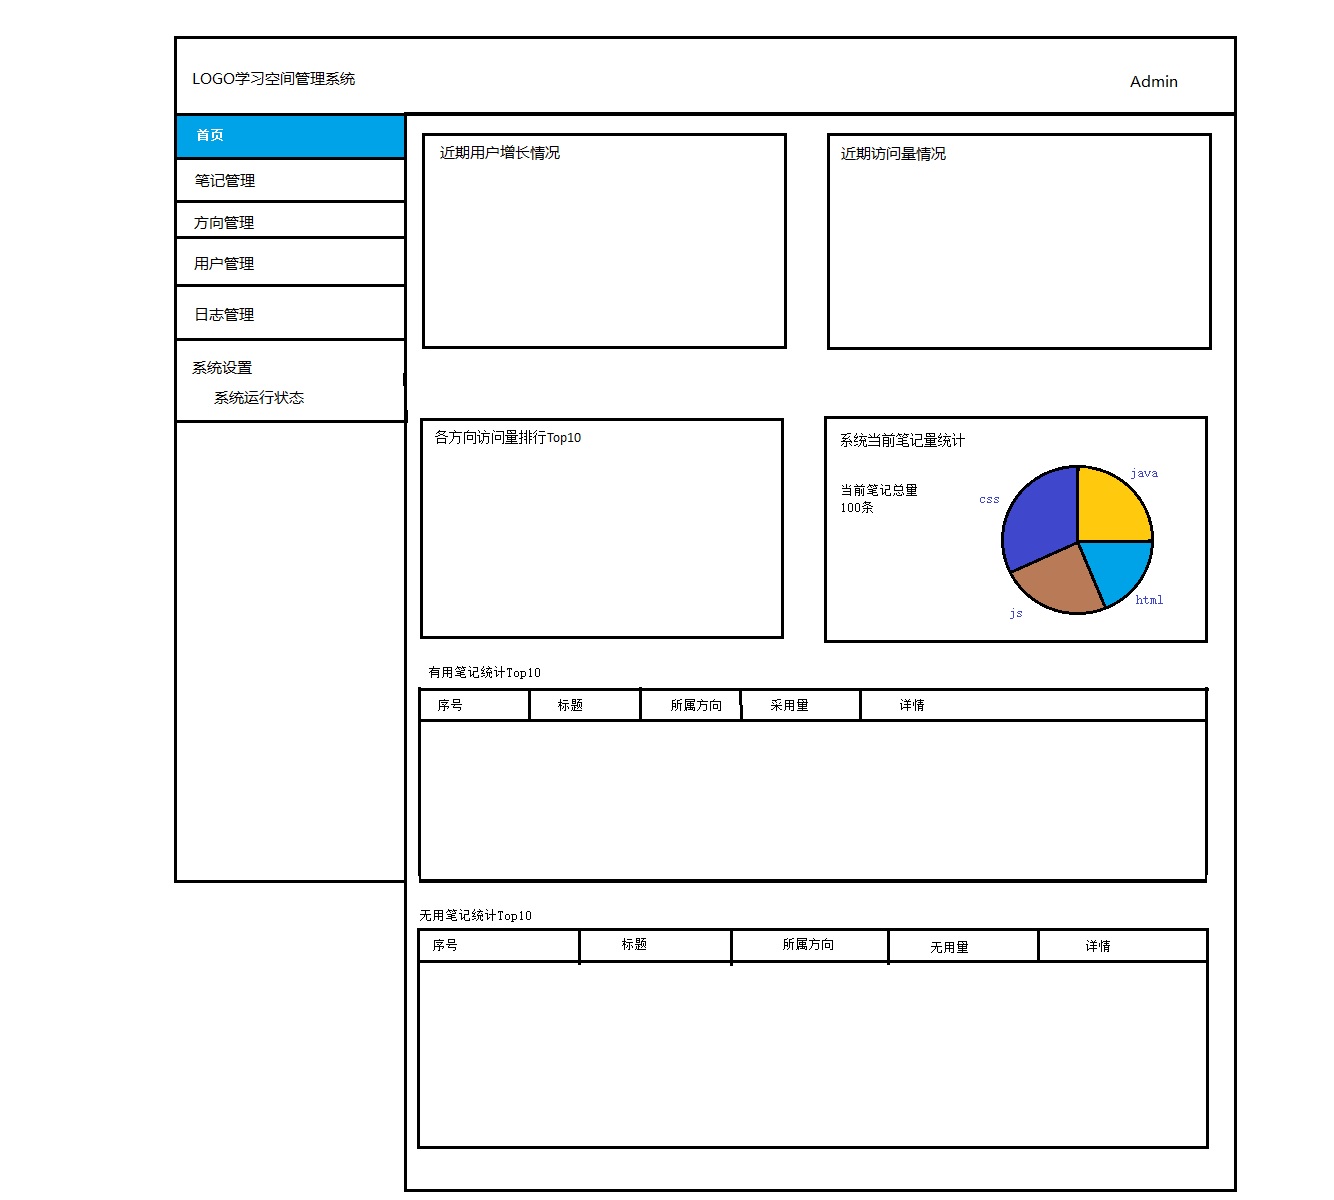 LOGO学习空间管理系统
Admin
首页
笔记管理
方向管理
用户管理
日志管理
系统设置
系统运行状态
近期用户增长情况
近期访问量情况
各方向访问量排行Top10
系统当前笔记量统计
当前笔记总量
100条
java
css
html
js
有用笔记统计Top10
序号 标题 所属方向 采用量 详情
无用笔记统计Top10
序号 标题 所属方向 无用量 详情